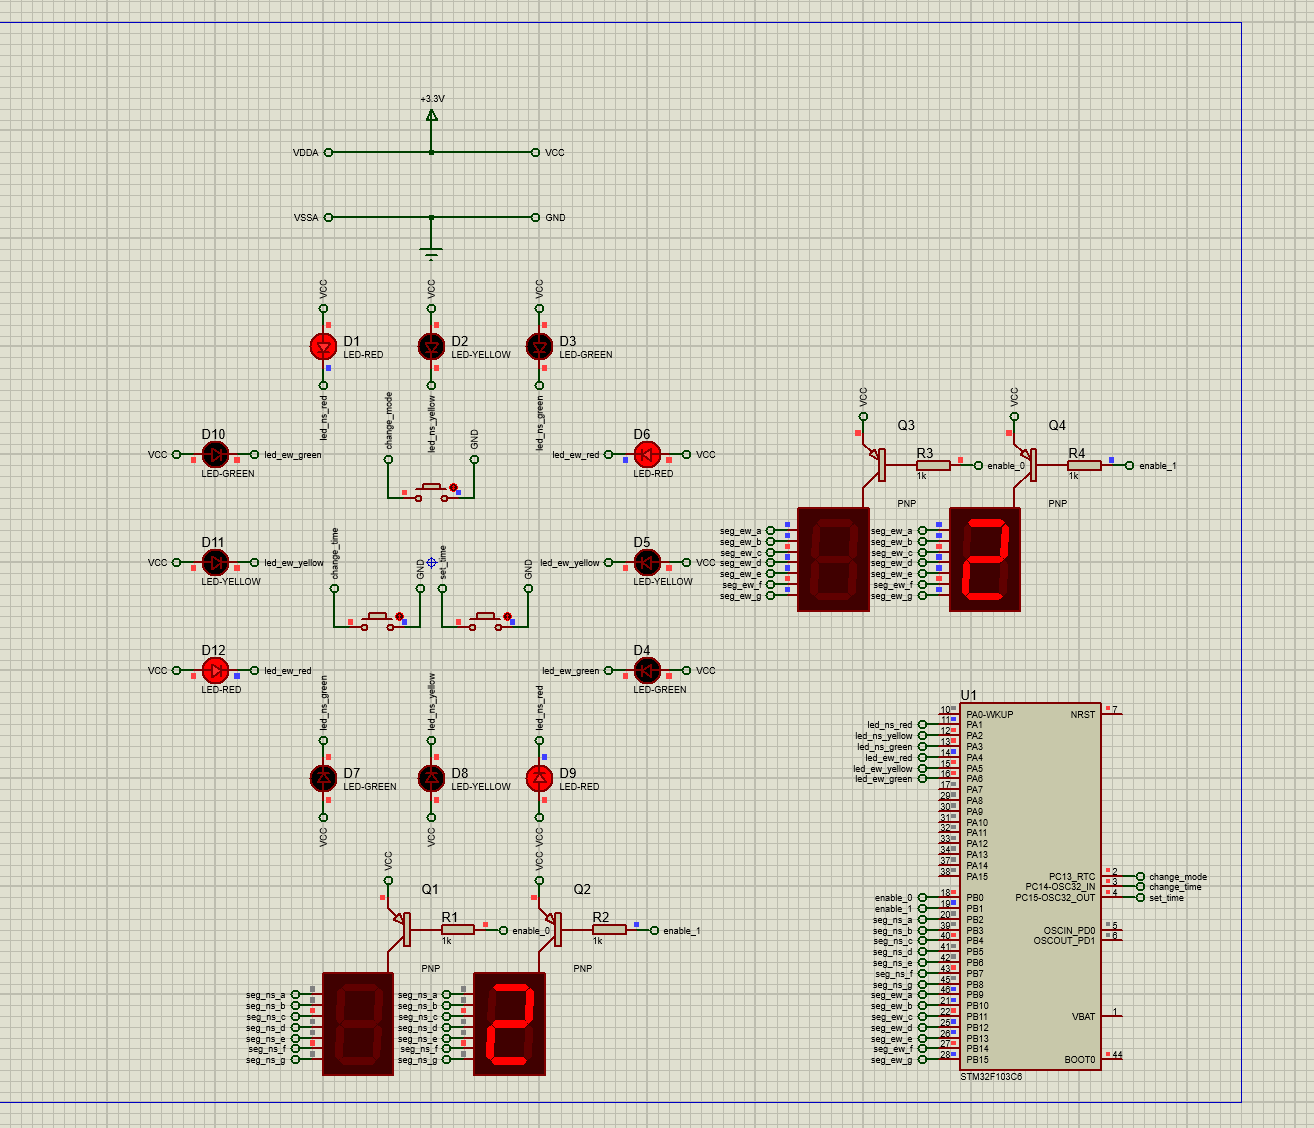 +3.3V
VDDA
VCC
VSSA
GND
VCC
VCC
VCC
D1
LED-RED
D2
LED-YELLOW
D3
LED-GREEN
led_ns_red
led_ns_yellow
led_ns_green
change_mode
GND
D10
VCC
led_ew_green
LED-GREEN
D6
led_ew_red
VCC
LED-RED
VCC
Q3
R3
1k
enable_0
PNP
VCC
Q4
R4
1k
enable_1
PNP
D11
VCC
led_ew_yellow
LED-YELLOW
change_time
GND
set_time
GND
D5
led_ew_yellow
VCC
LED-YELLOW
seg_ew_a
seg_ew_b
seg_ew_c
seg_ew_d
seg_ew_e
seg_ew_f
seg_ew_g
seg_ew_a
seg_ew_b
seg_ew_c
seg_ew_d
seg_ew_e
seg_ew_f
seg_ew_g
2
D12
VCC
led_ew_red
LED-RED
D4
led_ew_green
VCC
LED-GREEN
led_ns_green
led_ns_yellow
led_ns_red
D7
LED-GREEN
D8
LED-YELLOW
D9
LED-RED
VCC
VCC
VCC
VCC
Q1
R1
1k
enable_0
PNP
VCC
Q2
R2
1k
enable_1
PNP
seg_ns_a
seg_ns_b
seg_ns_c
seg_ns_d
seg_ns_e
seg_ns_f
seg_ns_g
seg_ns_a
seg_ns_b
seg_ns_c
seg_ns_d
seg_ns_e
seg_ns_f
seg_ns_g
2
U1
10 PA0-WKUP NRST 7
led_ns_red 11 PA1
led_ns_yellow 12 PA2
led_ns_green 13 PA3
led_ew_red 14 PA4
led_ew_yellow 15 PA5
led_ew_green 16 PA6
17 PA7
29 PA8
30 PA9
31 PA10
32 PA11
33 PA12
34 PA13
37 PA14
38 PA15
PC13_RTC 2 change_mode
PC14-OSC32_IN 3 change_time
PC15-OSC32_OUT 4 set_time
enable_0 18 PB0
enable_1 19 PB1
seg_ns_a 20 PB2
seg_ns_b 39 PB3
seg_ns_c 40 PB4
seg_ns_d 41 PB5
seg_ns_e 42 PB6
seg_ns_f 43 PB7
seg_ns_g 45 PB8
seg_ew_a 46 PB9
seg_ew_b 21 PB10
seg_ew_c 22 PB11
seg_ew_d 25 PB12
seg_ew_e 26 PB13
seg_ew_f 27 PB14
seg_ew_g 28 PB15
OSCIN_PD0 5
OSCOUT_PD1 6
VBAT 1
BOOT0 44
STM32F103C6